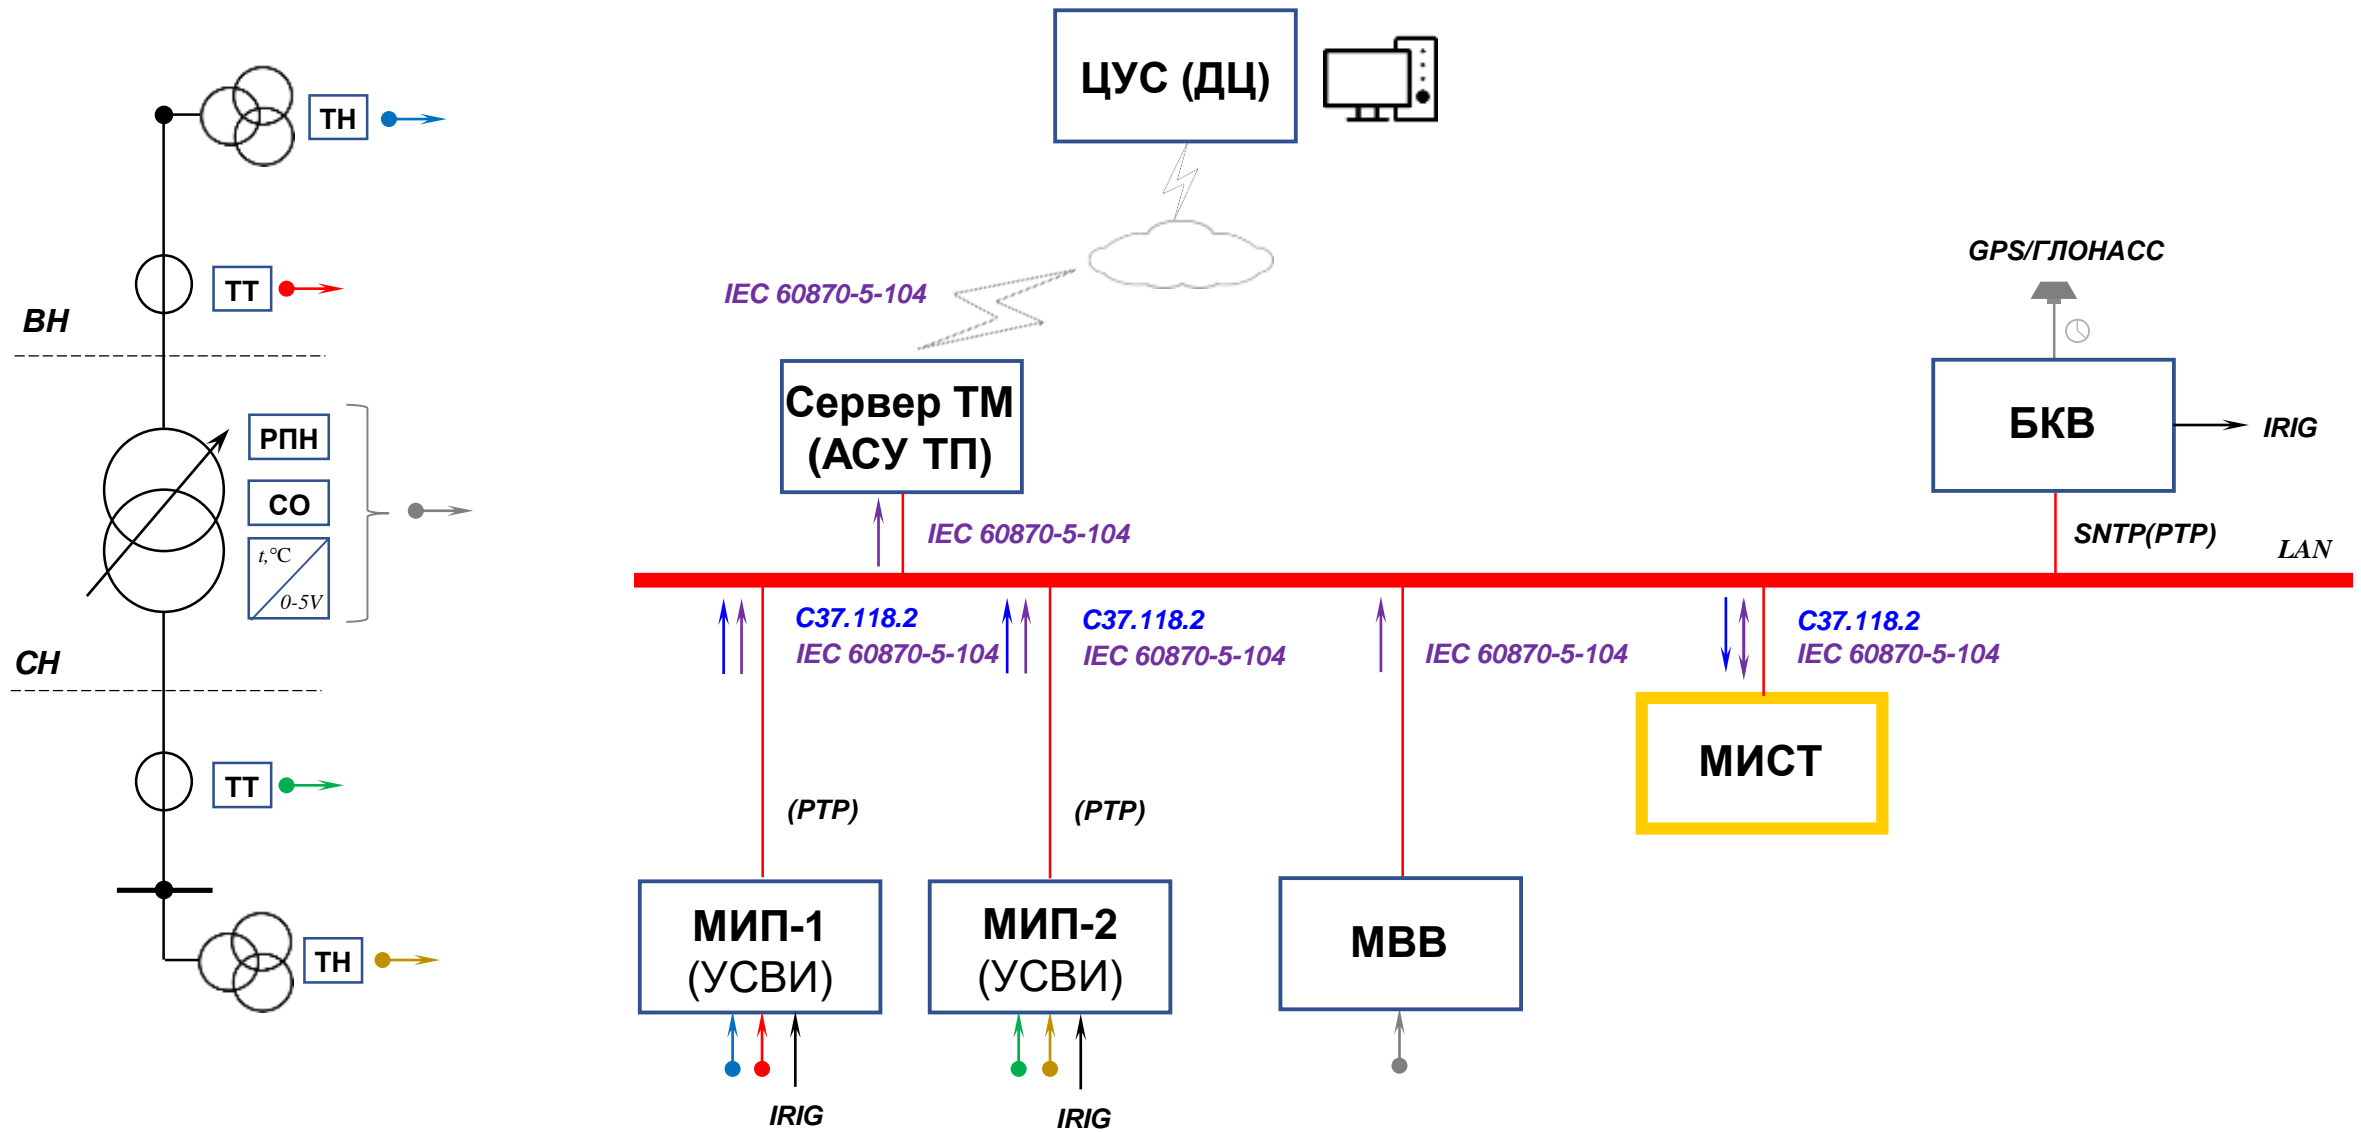 ЦУС (ДЦ)
ТН
ТТ
ВН
РПН
СО
t,°C
0-5V
СН
ТТ
ТН
IEC 60870-5-104
Сервер ТМ
(АСУ ТП)
IEC 60870-5-104
GPS/ГЛОНАСС
БКВ
IRIG
SNTP(PTP)
LAN
C37.118.2
IEC 60870-5-104
C37.118.2
IEC 60870-5-104
IEC 60870-5-104
C37.118.2
IEC 60870-5-104
МИСТ
(PTP)
(PTP)
МИП-1
(УСВИ)
МИП-2
(УСВИ)
МВВ
IRIG
IRIG